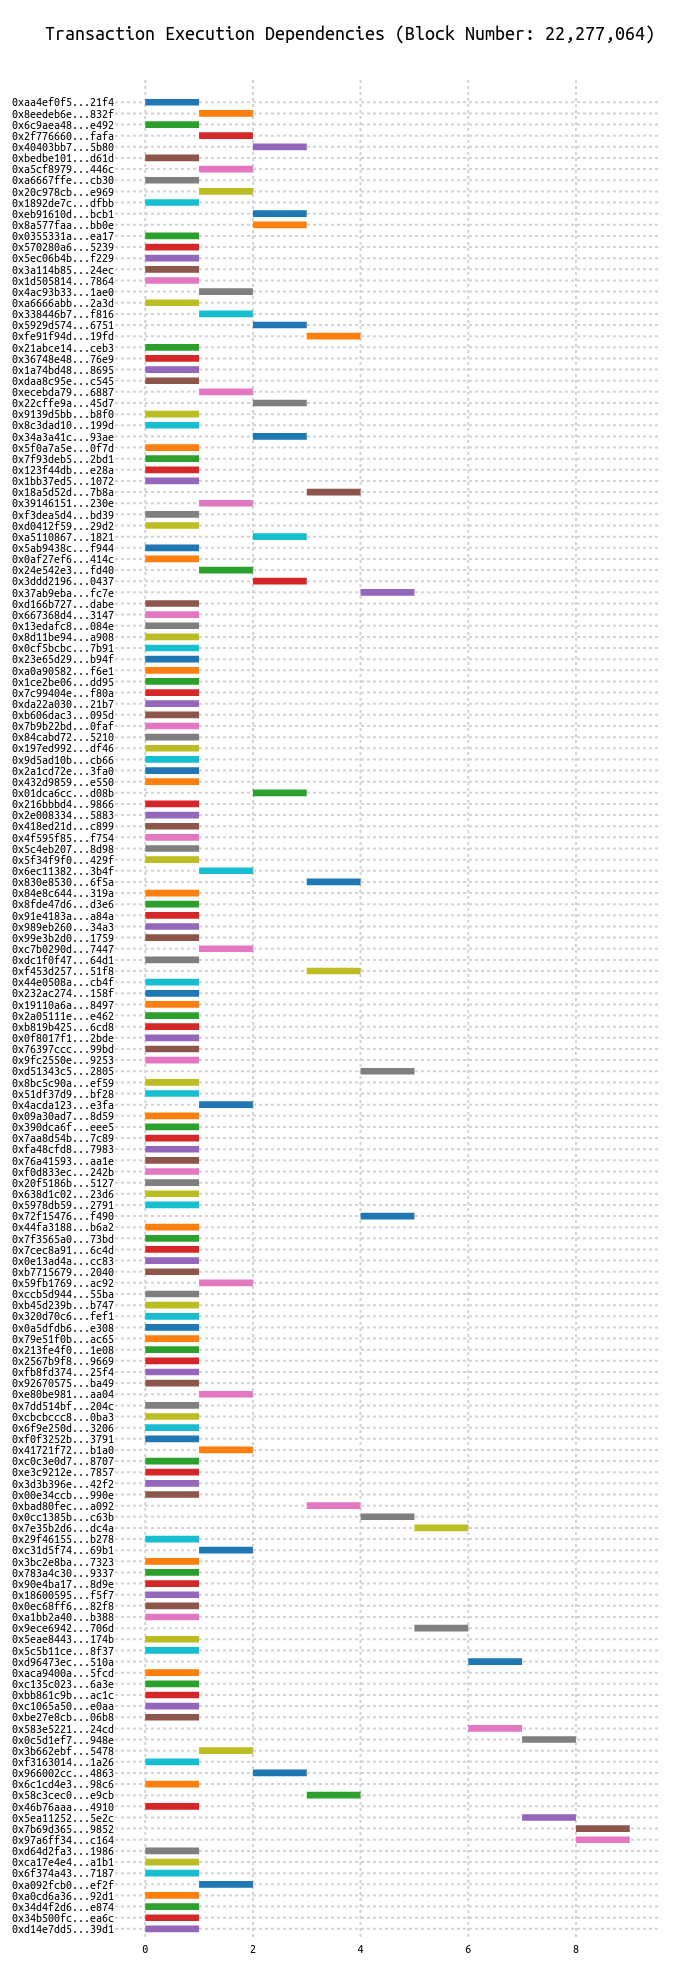 Transaction Execution Dependencies (Block Number: 22,277,064)
0xaa4ef0f5...21f4
0x8eedeb6e...832f
0x6c9aea48...e492
0x2f776660...fafa
0x40403bb7...5b80
0xbedbe101...d61d
0xa5cf8979...446c
0xa6667ffe...cb30
0x20c978cb...e969
0x1892de7c...dfbb
0xeb91610d...bcb1
0x8a577faa...bb0e
0x0355331a...ea17
0x570280a6...5239
0x5ec06b4b...f229
0x3a114b85...24ec
0x1d505814...7864
0x4ac93b33...1ae0
0xa6666abb...2a3d
0x338446b7...f816
0x5929d574...6751
0xfe91f94d...19fd
0x21abce14...ceb3
0x36748e48...76e9
0x1a74bd48...8695
0xdaa8c95e...c545
0xecebda79...6887
0x22cffe9a...45d7
0x9139d5bb...b8f0
0x8c3dad10...199d
0x34a3a41c...93ae
0x5f0a7a5e...0f7d
0x7f93deb5...2bd1
0x123f44db...e28a
0x1bb37ed5...1072
0x18a5d52d...7b8a
0x39146151...230e
0xf3dea5d4...bd39
0xd0412f59...29d2
0xa5110867...1821
0x5ab9438c...f944
0x0af27ef6...414c
0x24e542e3...fd40
0x3ddd2196...0437
0x37ab9eba...fc7e
0xd166b727...dabe
0x667368d4...3147
0x13edafc8...084e
0x8d11be94...a908
0x0cf5bcbc...7b91
0x23e65d29...b94f
0xa0a90582...f6e1
0x1ce2be06...dd95
0x7c99404e...f80a
0xda22a030...21b7
0xb606dac3...095d
0x7b9b22bd...0faf
0x84cabd72...5210
0x197ed992...df46
0x9d5ad10b...cb66
0x2a1cd72e...3fa0
0x432d9859...e550
0x01dca6cc...d08b
0x216bbbd4...9866
0x2e008334...5883
0x418ed21d...c899
0x4f595f85...f754
0x5c4eb207...8d98
0x5f34f9f0...429f
0x6ec11382...3b4f
0x830e8530...6f5a
0x84e8c644...319a
0x8fde47d6...d3e6
0x91e4183a...a84a
0x989eb260...34a3
0x99e3b2d0...1759
0xc7b0290d...7447
0xdc1f0f47...64d1
0xf453d257...51f8
0x44e0508a...cb4f
0x232ac274...158f
0x19110a6a...8497
0x2a05111e...e462
0xb819b425...6cd8
0x0f8017f1...2bde
0x76397ccc...99bd
0x9fc2550e...9253
0xd51343c5...2805
0x8bc5c90a...ef59
0x51df37d9...bf28
0x4acda123...e3fa
0x09a30ad7...8d59
0x390dca6f...eee5
0x7aa8d54b...7c89
0xfa48cfd8...7983
0x76a41593...aa1e
0xf0d833ec...242b
0x20f5186b...5127
0x638d1c02...23d6
0x5978db59...2791
0x72f15476...f490
0x44fa3188...b6a2
0x7f3565a0...73bd
0x7cec8a91...6c4d
0x0e13ad4a...cc83
0xb7715679...2040
0x59fb1769...ac92
0xccb5d944...55ba
0xb45d239b...b747
0x320d70c6...fef1
0x0a5dfdb6...e308
0x79e51f0b...ac65
0x213fe4f0...1e08
0x2567b9f8...9669
0xfb8fd374...25f4
0x92670575...ba49
0xe80be981...aa04
0x7dd514bf...204c
0xcbcbccc8...0ba3
0x6f9e250d...3206
0xf0f3252b...3791
0x41721f72...b1a0
0xc0c3e0d7...8707
0xe3c9212e...7857
0x3d3b396e...42f2
0x00e34ccb...990e
0xbad80fec...a092
0x0cc1385b...c63b
0x7e35b2d6...dc4a
0x29f46155...b278
0xc31d5f74...69b1
0x3bc2e8ba...7323
0x783a4c30...9337
0x90e4ba17...8d9e
0x18600595...f5f7
0x0ec68ff6...82f8
0xa1bb2a40...b388
0x9ece6942...706d
0x5eae8443...174b
0x5c5b11ce...8f37
0xd96473ec...510a
0xaca9400a...5fcd
0xc135c023...6a3e
0xbb861c9b...ac1c
0xc1065a50...e0aa
0xbe27e8cb...06b8
0x583e5221...24cd
0x0c5d1ef7...948e
0x3b662ebf...5478
0xf3163014...1a26
0x966002cc...4863
0x6c1cd4e3...98c6
0x58c3cec0...e9cb
0x46b76aaa...4910
0x5ea11252...5e2c
0x7b69d365...9852
0x97a6ff34...c164
0xd64d2fa3...1986
0xca17e4e4...a1b1
0x6f374a43...7187
0xa092fcb0...ef2f
0xa0cd6a36...92d1
0x34d4f2d6...e874
0x34b500fc...ea6c
0xd14e7dd5...39d1
0 2 4 6 8